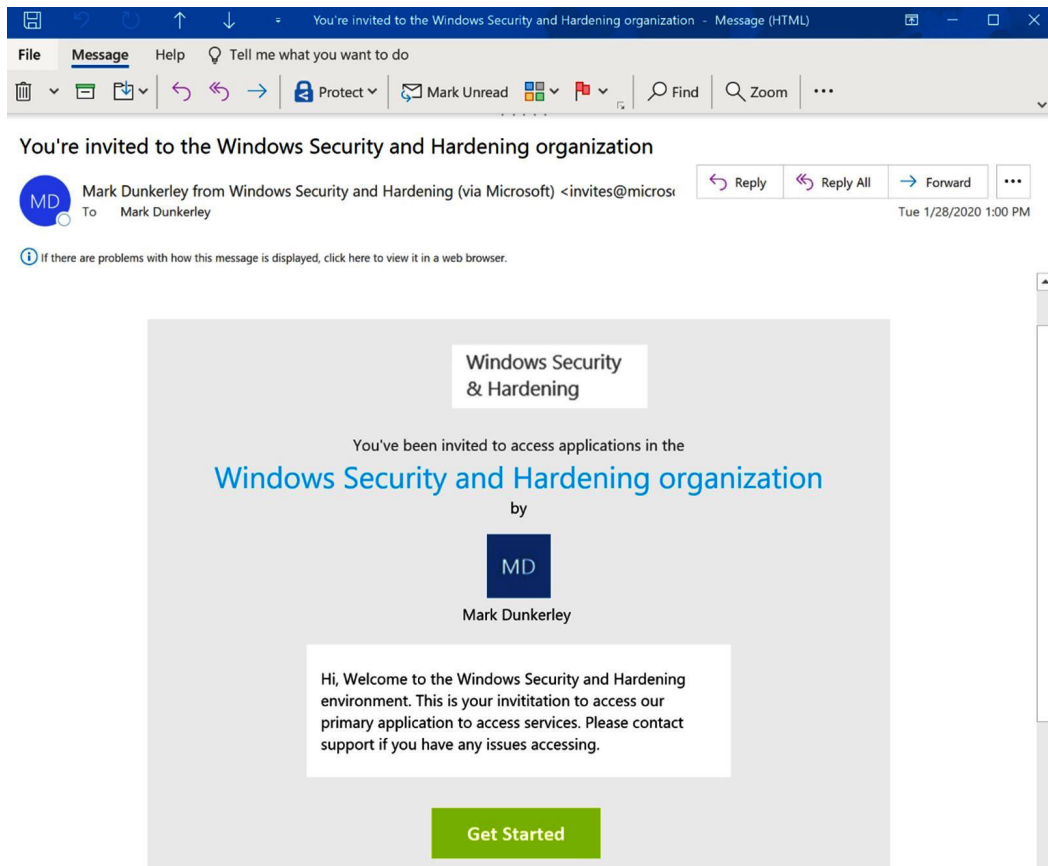 You're invited to the Windows Security and Hardening organization - Message (HTML)
File Message Help Tell me what you want to do
Protect Mark Unread Find Zoom
You're invited to the Windows Security and Hardening organization
MD
Mark Dunkerley from Windows Security and Hardening (via Microsoft) <invites@microso
Reply Reply All Forward
To Mark Dunkerley
Tue 1/28/2020 1:00 PM
If there are problems with how this message is displayed, click here to view it in a web browser.
Windows Security
& Hardening
You've been invited to access applications in the
Windows Security and Hardening organization
by
MD
Mark Dunkerley
Hi, Welcome to the Windows Security and Hardening
environment. This is your invititation to access our
primary application to access services. Please contact
support if you have any issues accessing.
Get Started